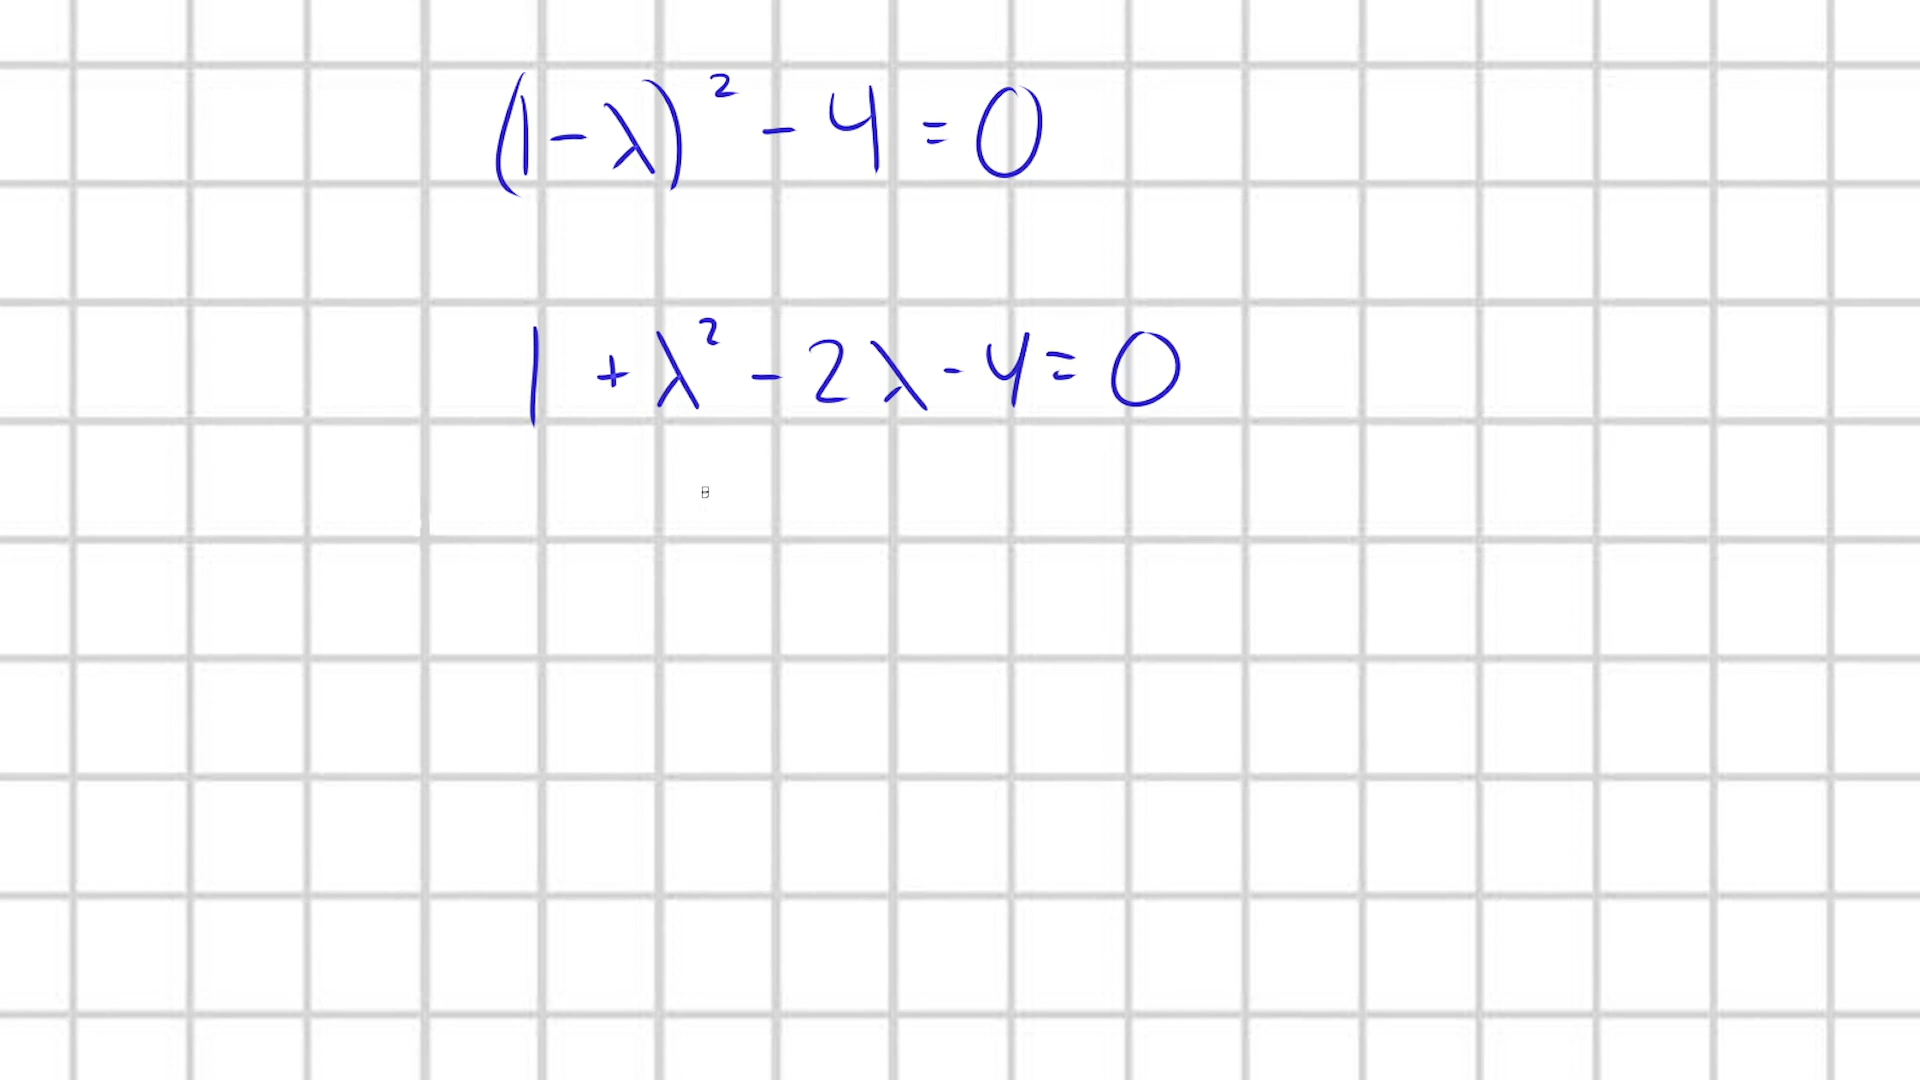 (1-λ)² - 4 = 0
1 + λ² - 2λ - 4 = 0